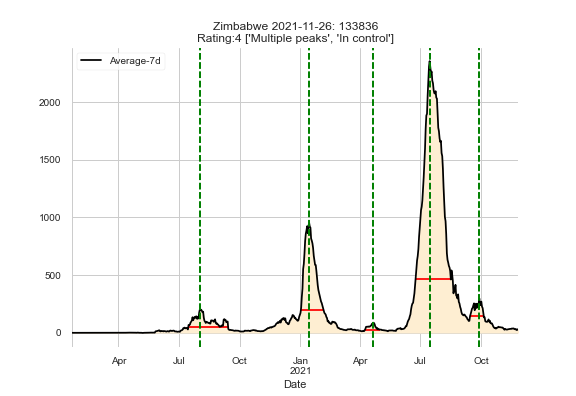 Zimbabwe 2021-11-26: 133836
Rating:4 ['Multiple peaks', 'In control']
Average-7d
2000
1500
1000
500
0
Apr
Jul
Oct
Jan
2021
Apr
Jul
Oct
Date